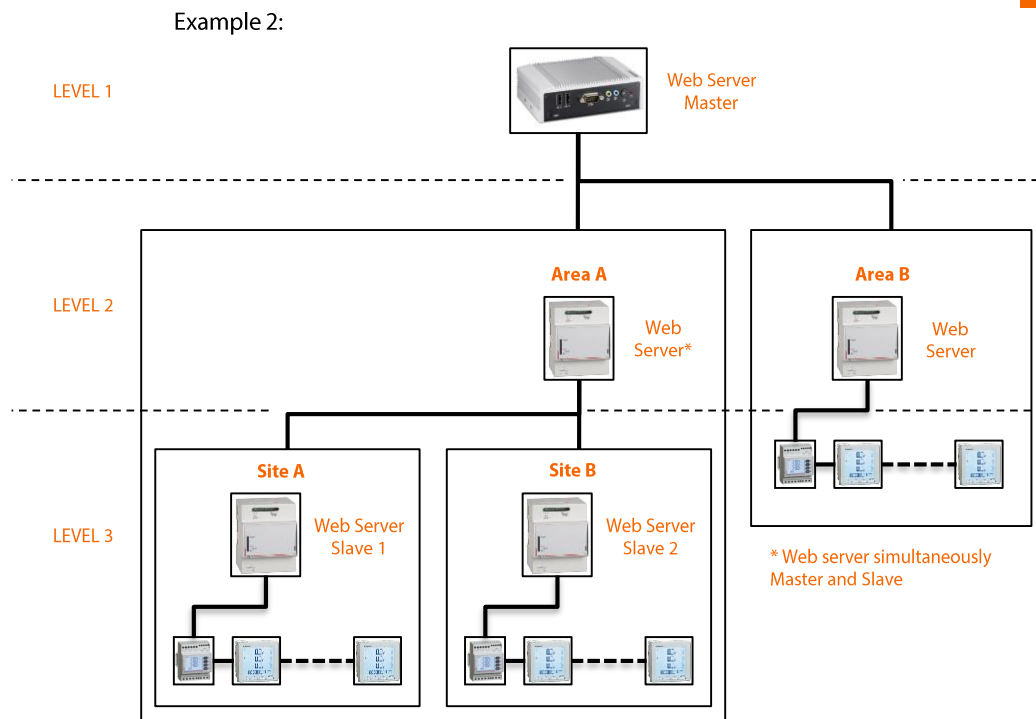 Example 2:
LEVEL 1
Web Server
Master
Area A
Area B
LEVEL 2
Web
Server*
Web
Server
Site A
Site B
LEVEL 3
Web Server
Slave 1
Web Server
Slave 2
* Web server simultaneously
Master and Slave